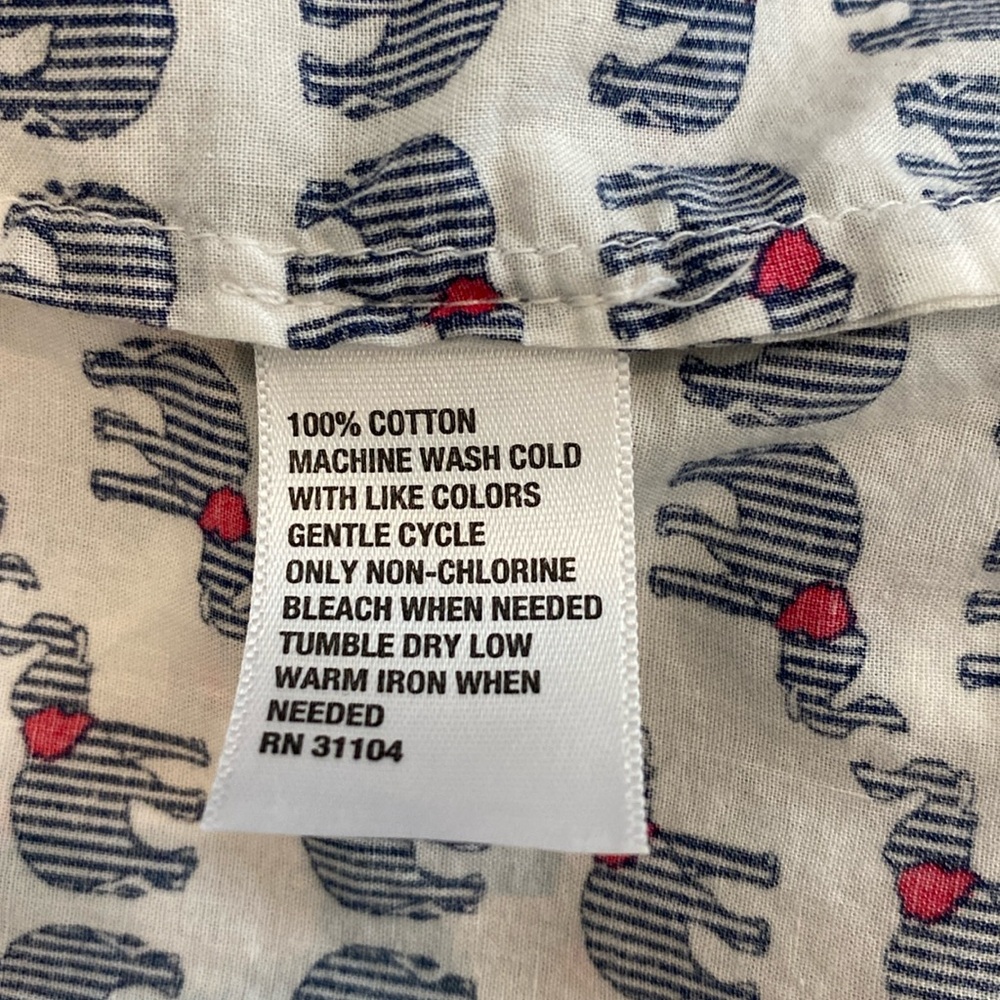 100% COTTON
MACHINE WASH COLD
WITH LIKE COLORS
GENTLE CYCLE
ONLY NON-CHLORINE
BLEACH WHEN NEEDED
TUMBLE DRY LOW
WARM IRON WHEN
NEEDED
RN 31104